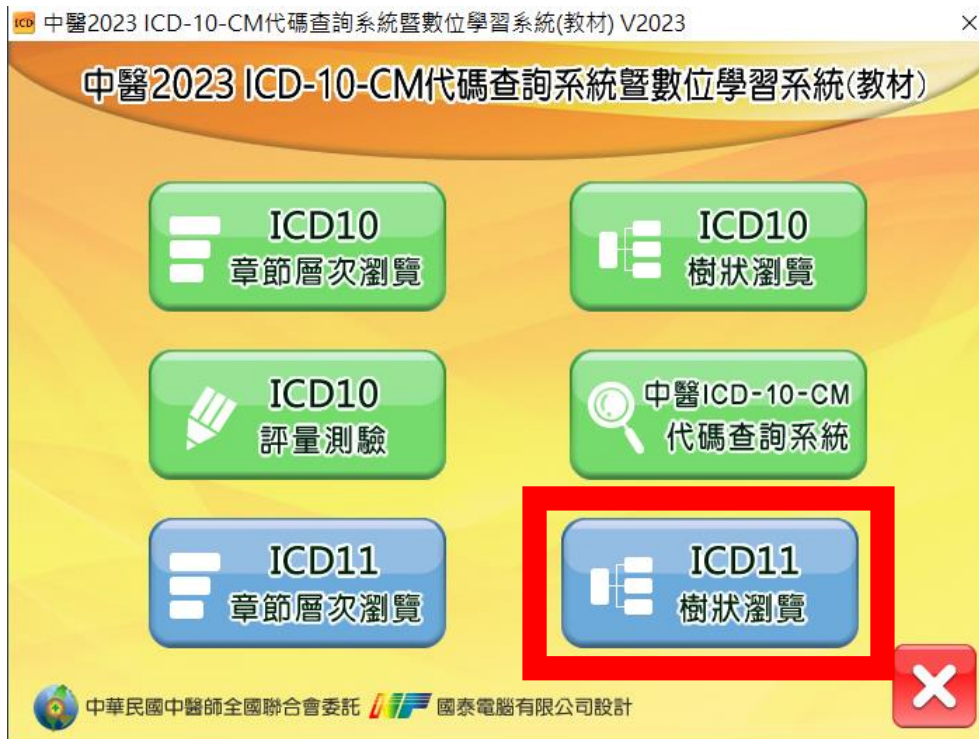 中醫2023 ICD-10-CM代碼查詢系統暨數位學習系統(教材) V2023
中醫2023 ICD-10-CM代碼查詢系統暨數位學習系統(教材)
ICD10
章節層次瀏覽
ICD10
樹狀瀏覽
ICD10
評量測驗
中醫ICD-10-CM
代碼查詢系統
ICD11
章節層次瀏覽
ICD11
樹狀瀏覽
中華民國中醫師全國聯合會委託 國泰電腦有限公司設計